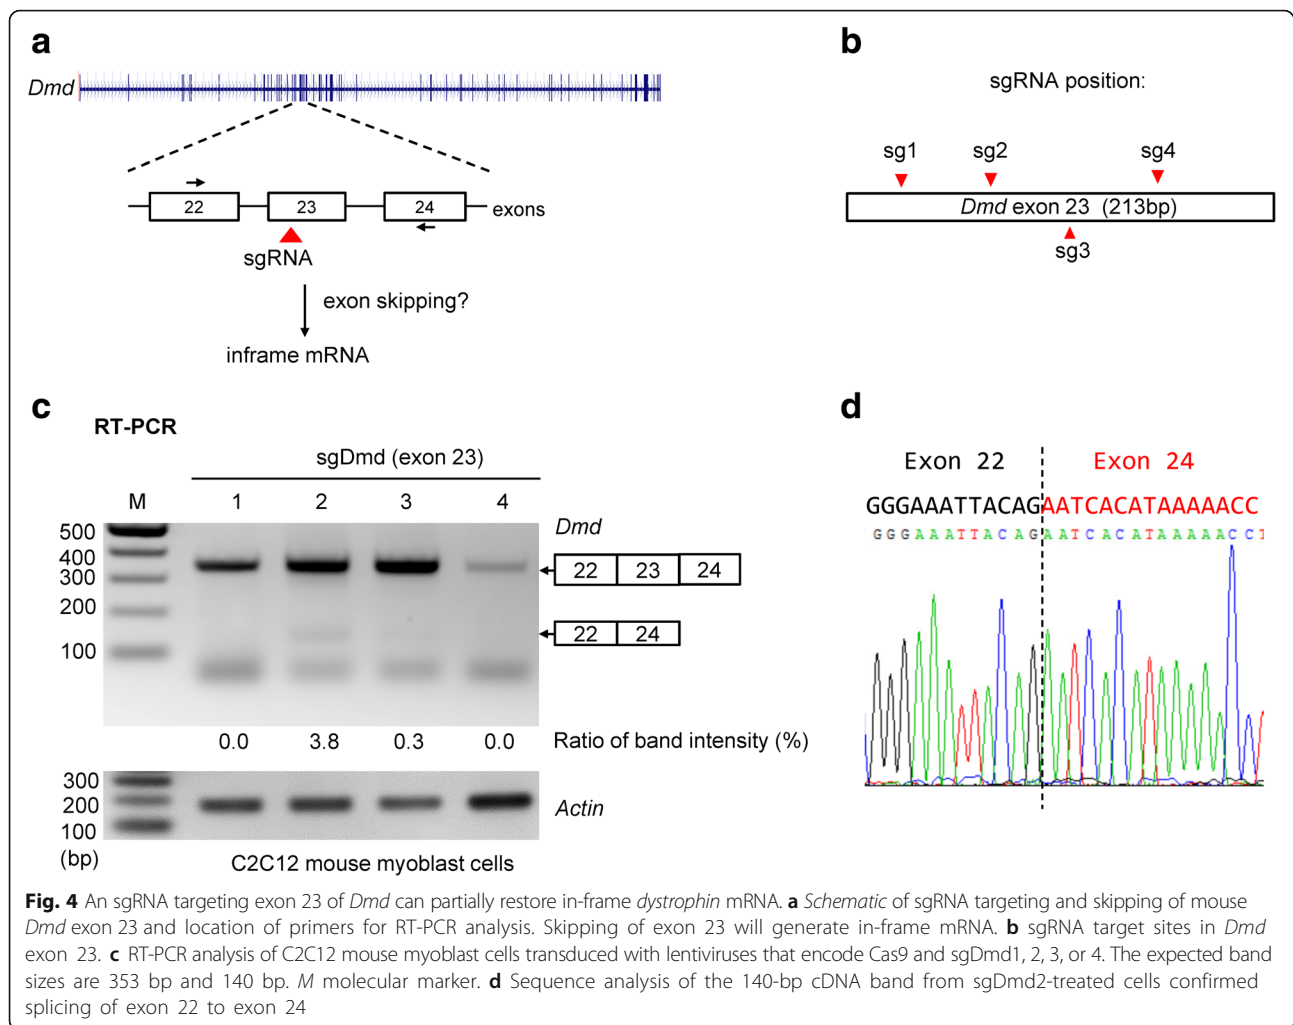 a
Dmd
22
23
24
exons
sgRNA
exon skipping?
inframe mRNA
b
sgRNA position:
sg1
sg2
sg4
Dmd exon 23 (213bp)
sg3
c
RT-PCR
sgDmd (exon 23)
M 1 2 3 4
500
400
300
200
100
Dmd
22 23 24
22 24
0.0 3.8 0.3 0.0 Ratio of band intensity (%)
300
200
100
(bp)
Actin
C2C12 mouse myoblast cells
d
Exon 22 Exon 24
GGGAAATTACAGAATCACATAAAAACC
GGGAAATTACAGAATCACATAAAAACCT
Fig. 4 An sgRNA targeting exon 23 of Dmd can partially restore in-frame dystrophin mRNA. a Schematic of sgRNA targeting and skipping of mouse
Dmd exon 23 and location of primers for RT-PCR analysis. Skipping of exon 23 will generate in-frame mRNA. b sgRNA target sites in Dmd
exon 23. c RT-PCR analysis of C2C12 mouse myoblast cells transduced with lentiviruses that encode Cas9 and sgDmd1, 2, 3, or 4. The expected band
sizes are 353 bp and 140 bp. M molecular marker. d Sequence analysis of the 140-bp cDNA band from sgDmd2-treated cells confirmed
splicing of exon 22 to exon 24